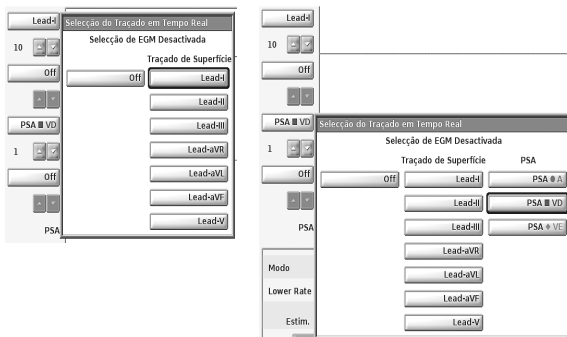 Lead-I
Selecção do Traçado em Tempo Real
Selecção de EGM Desactivada
10
Traçado de Superfície
Off
Off
Lead-I
Lead-II
PSA VD
Lead-III
1
Lead-aVR
Off
Lead-aVL
Lead-aVF
Lead-V
PSA
Lead-I
10
Off
PSA VD
Selecção do Traçado em Tempo Real
Selecção de EGM Desactivada
1
Traçado de Superfície
PSA
Off
Off
Lead-I
PSA A
Lead-II
PSA VD
PSA
Lead-III
PSA VE
Lead-aVR
Modo
Lead-aVL
Lower Rate
Lead-aVF
Estim.
Lead-V